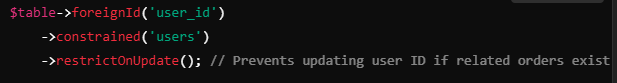 $table->foreignId('user_id')
->constrained('users')
->restrictOnUpdate(); // Prevents updating user ID if related orders exist